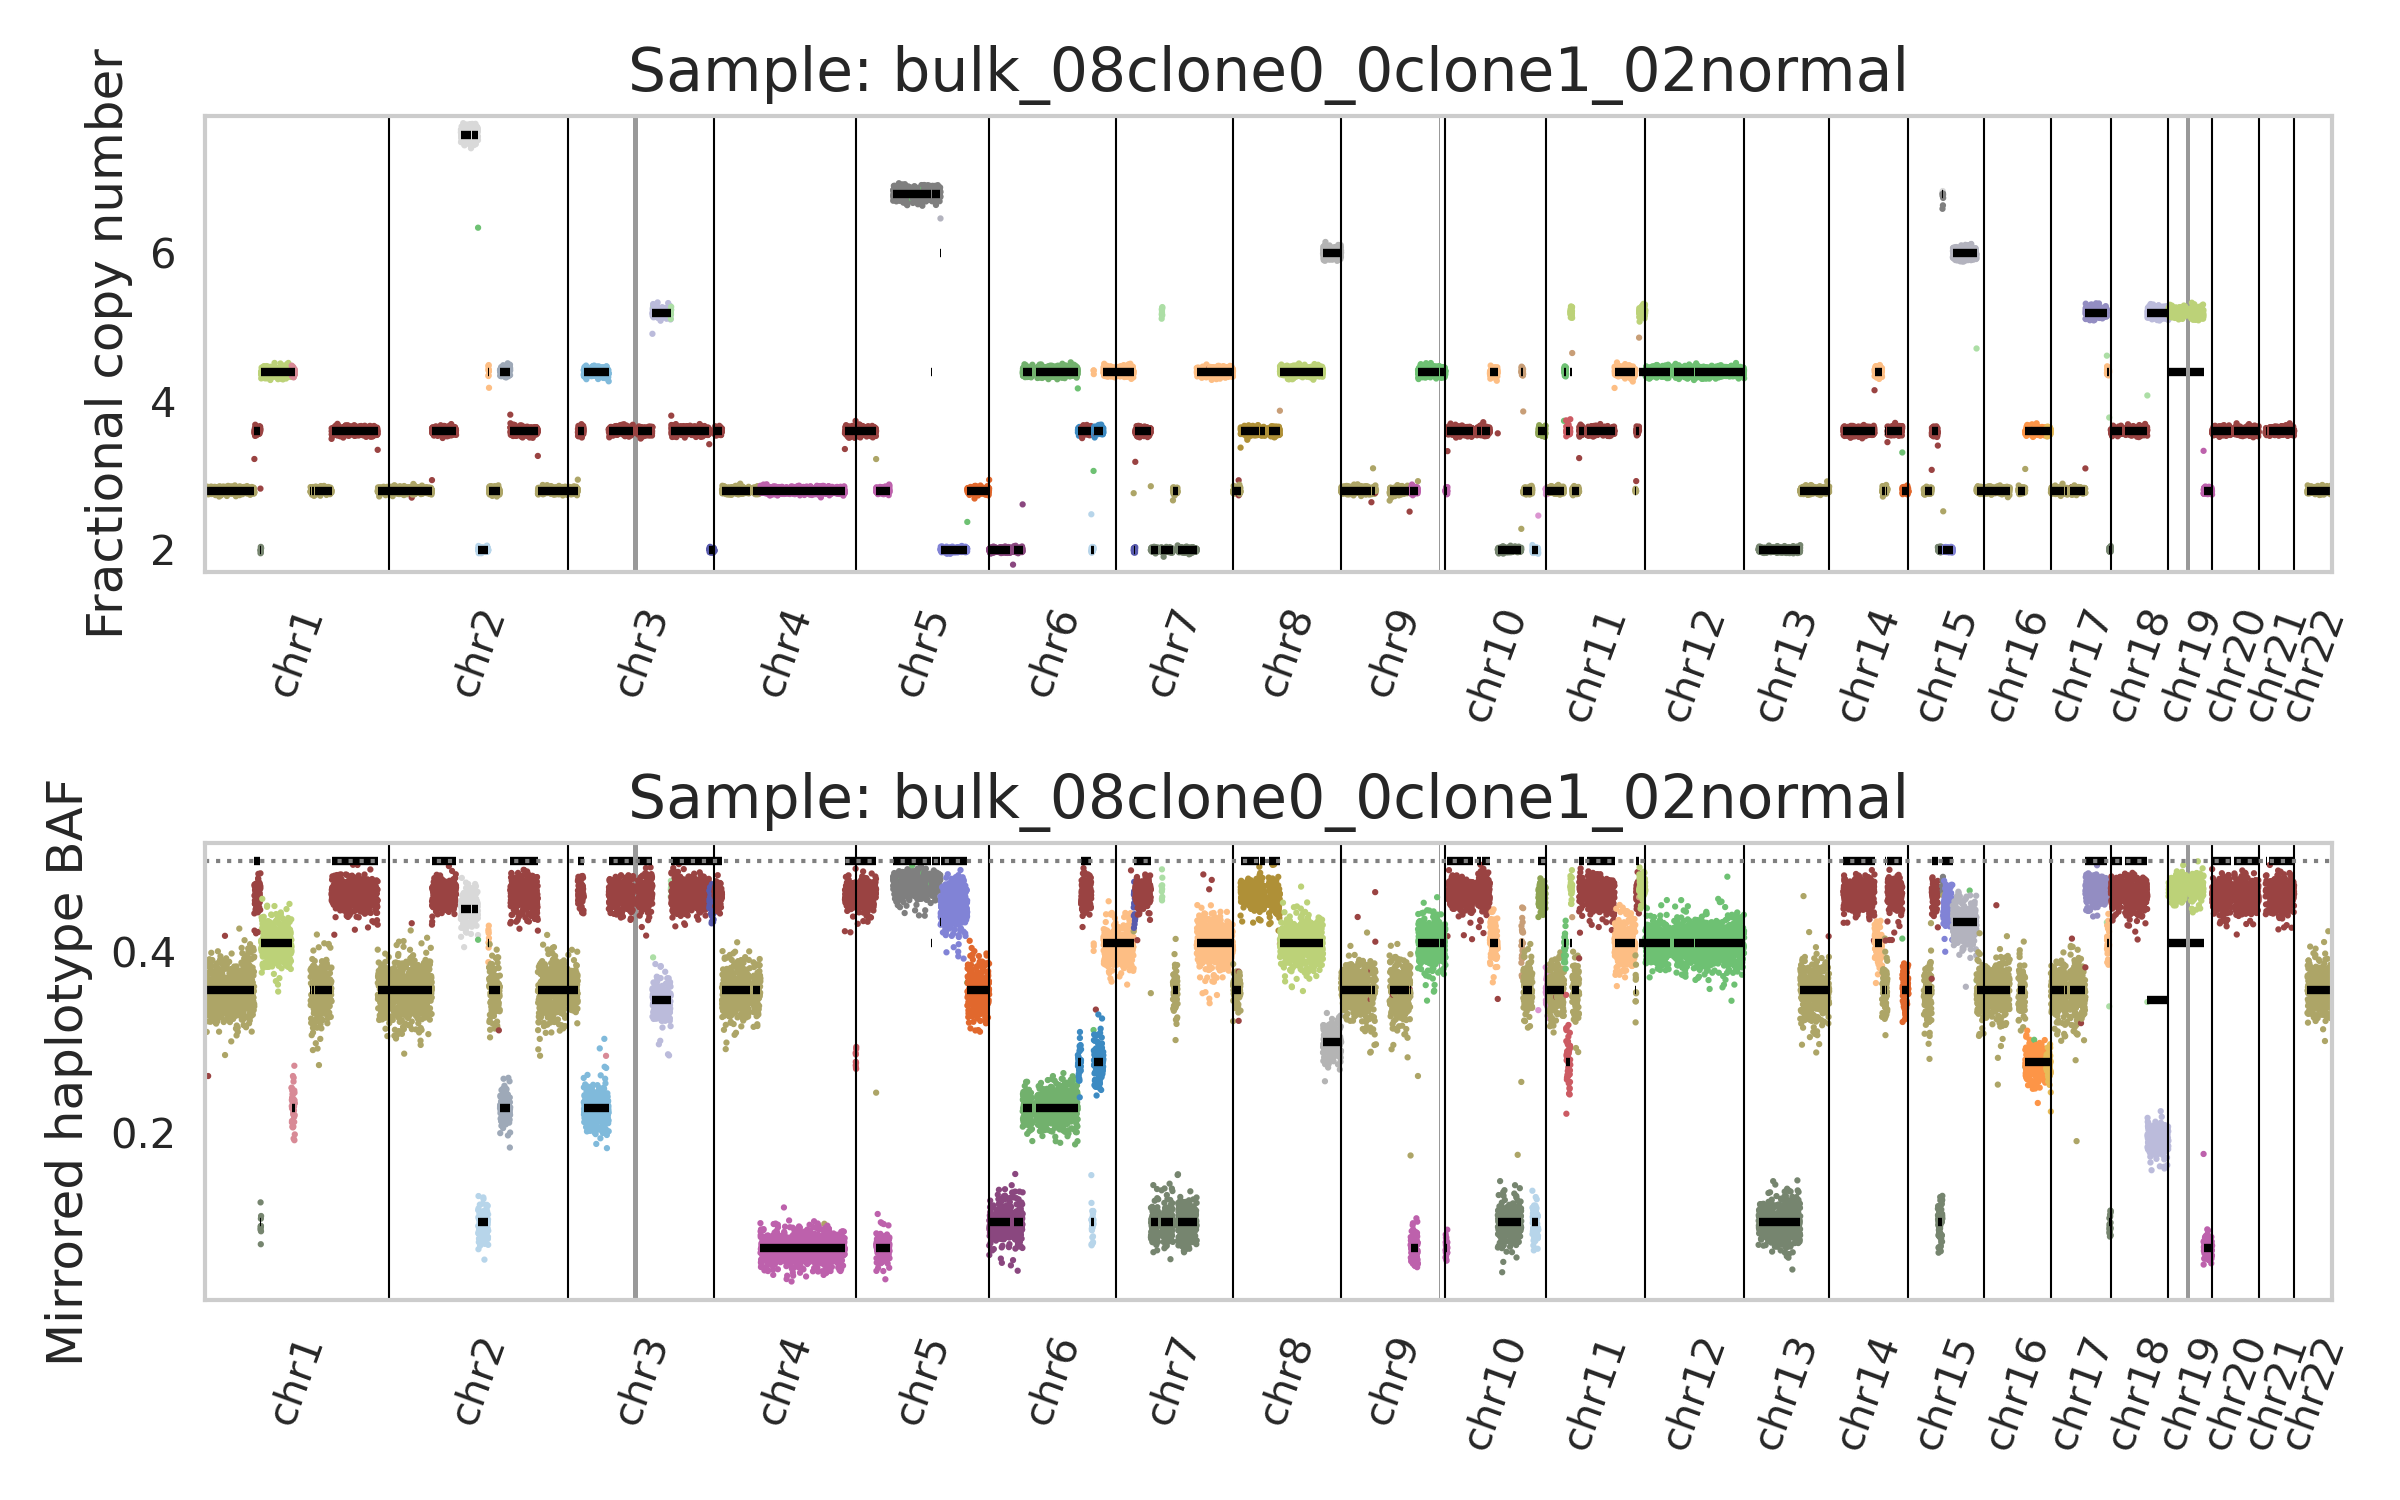 Sample: bulk_08clone0_0clone1_02normal
Fractional copy number
6
4
2
chr1
chr2
chr3
chr4
chr5
chr6
chr7
chr8
chr9
chr10
chr11
chr12
chr13
chr14
chr15
chr16
chr17
chr18
chr19
chr20
chr21
chr22
Sample: bulk_08clone0_0clone1_02normal
Mirrored haplotype BAF
0.4
0.2
chr1
chr2
chr3
chr4
chr5
chr6
chr7
chr8
chr9
chr10
chr11
chr12
chr13
chr14
chr15
chr16
chr17
chr18
chr19
chr20
chr21
chr22